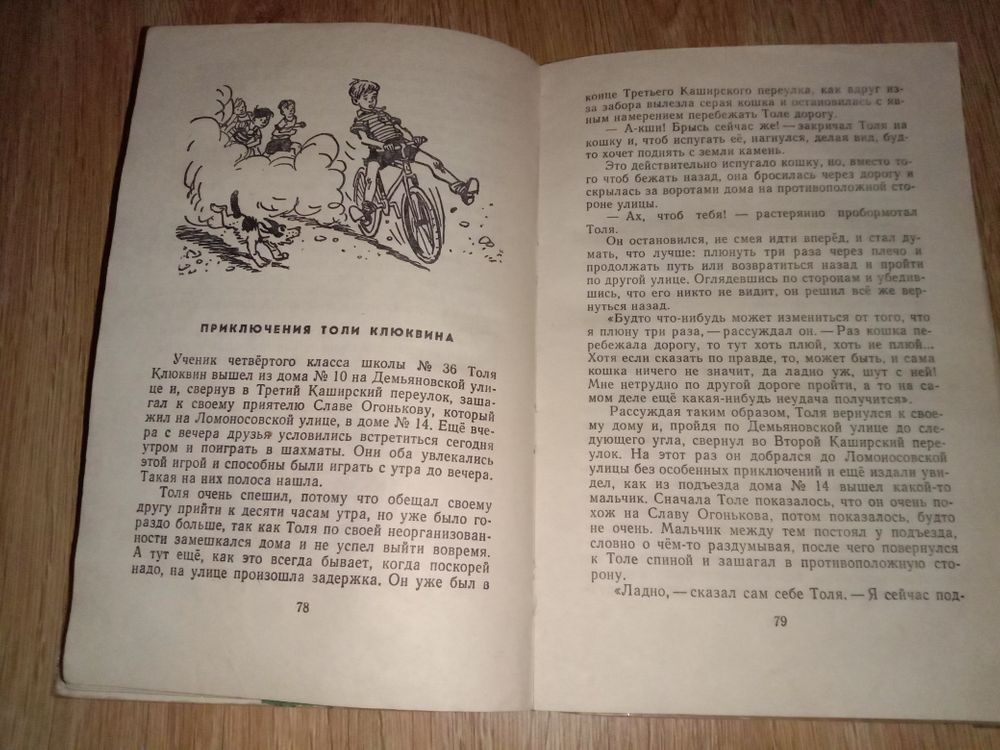 ПРИКЛЮЧЕНИЯ ТОЛИ КЛЮКВИНА
Ученик четвёртого класса школы № 36 Толя
Клюквин вышел из дома № 10 на Демьяновской ули-
це и, свернув в Третий Каширский переулок, заша-
гал к своему приятелю Славе Огонькову, который
жил на Ломоносовской улице, в доме № 14. Ещё вче-
ра с вечера друзья условились встретиться сегодня
утром и поиграть в шахматы. Они оба увлекались
этой игрой и способны были играть с утра до вечера.
Такая на них полоса нашла.
Толя очень спешил, потому что обещал своему
другу прийти к десяти часам утра, но уже было го-
раздо больше, так как Толя по своей неорганизован-
ности замешкался дома и не успел выйти вовремя.
А тут ещё, как это всегда бывает, когда поскорей
надо, на улице произошла задержка. Он уже был в
78
конце Третьего Каширского переулка, как вдруг из-
за забора вылезла серая кошка и остановилась с яв-
ным намерением перебежать Толе дорогу.
— А-кши! Брысь сейчас же! — закричал Толя на
кошку и, чтоб испугать её, нагнулся, делая вид, буд-
то хочет поднять с земли камень.
Это действительно испугало кошку, но, вместо то-
го чтоб бежать назад, она бросилась через дорогу и
скрылась за воротами дома на противоположной сто-
роне улицы.
— Ах, чтоб тебя! — растерянно пробормотал
Толя.
Он остановился, не смея идти вперёд, и стал ду-
мать, что лучше: плюнуть три раза через плечо и
продолжать путь или возвратиться назад и пройти
по другой улице. Оглядевшись по сторонам и убедив-
шись, что его никто не видит, он решил всё же вер-
нуться назад.
«Будто что-нибудь может измениться от того, что
я плюну три раза, — рассуждал он. — Раз кошка пе-
ребежала дорогу, то тут хоть плюй, хоть не плюй...
Хотя если сказать по правде, то, может быть, и сама
кошка ничего не значит, да ладно уж, шут с ней!
Мне нетрудно по другой дороге пройти, а то на са-
мом деле ещё какая-нибудь неудача получится».
Рассуждая таким образом, Толя вернулся к сво-
ему дому и, пройдя по Демьяновской улице до сле-
дующего угла, свернул во Второй Каширский пере-
улок. На этот раз он добрался до Ломоносовской
улицы без особенных приключений и ещё издали уви-
дел, как из подъезда дома № 14 вышел какой-то
мальчик. Сначала Толе показалось, что он очень по-
хож на Славу Огонькова, потом показалось, будто
не очень. Мальчик между тем постоял у подъезда,
словно о чём-то раздумывая, после чего повернулся
к Толе спиной и зашагал в противоположную сто-
рону.
«Ладно, — сказал сам себе Толя. — Я сейчас под-
79